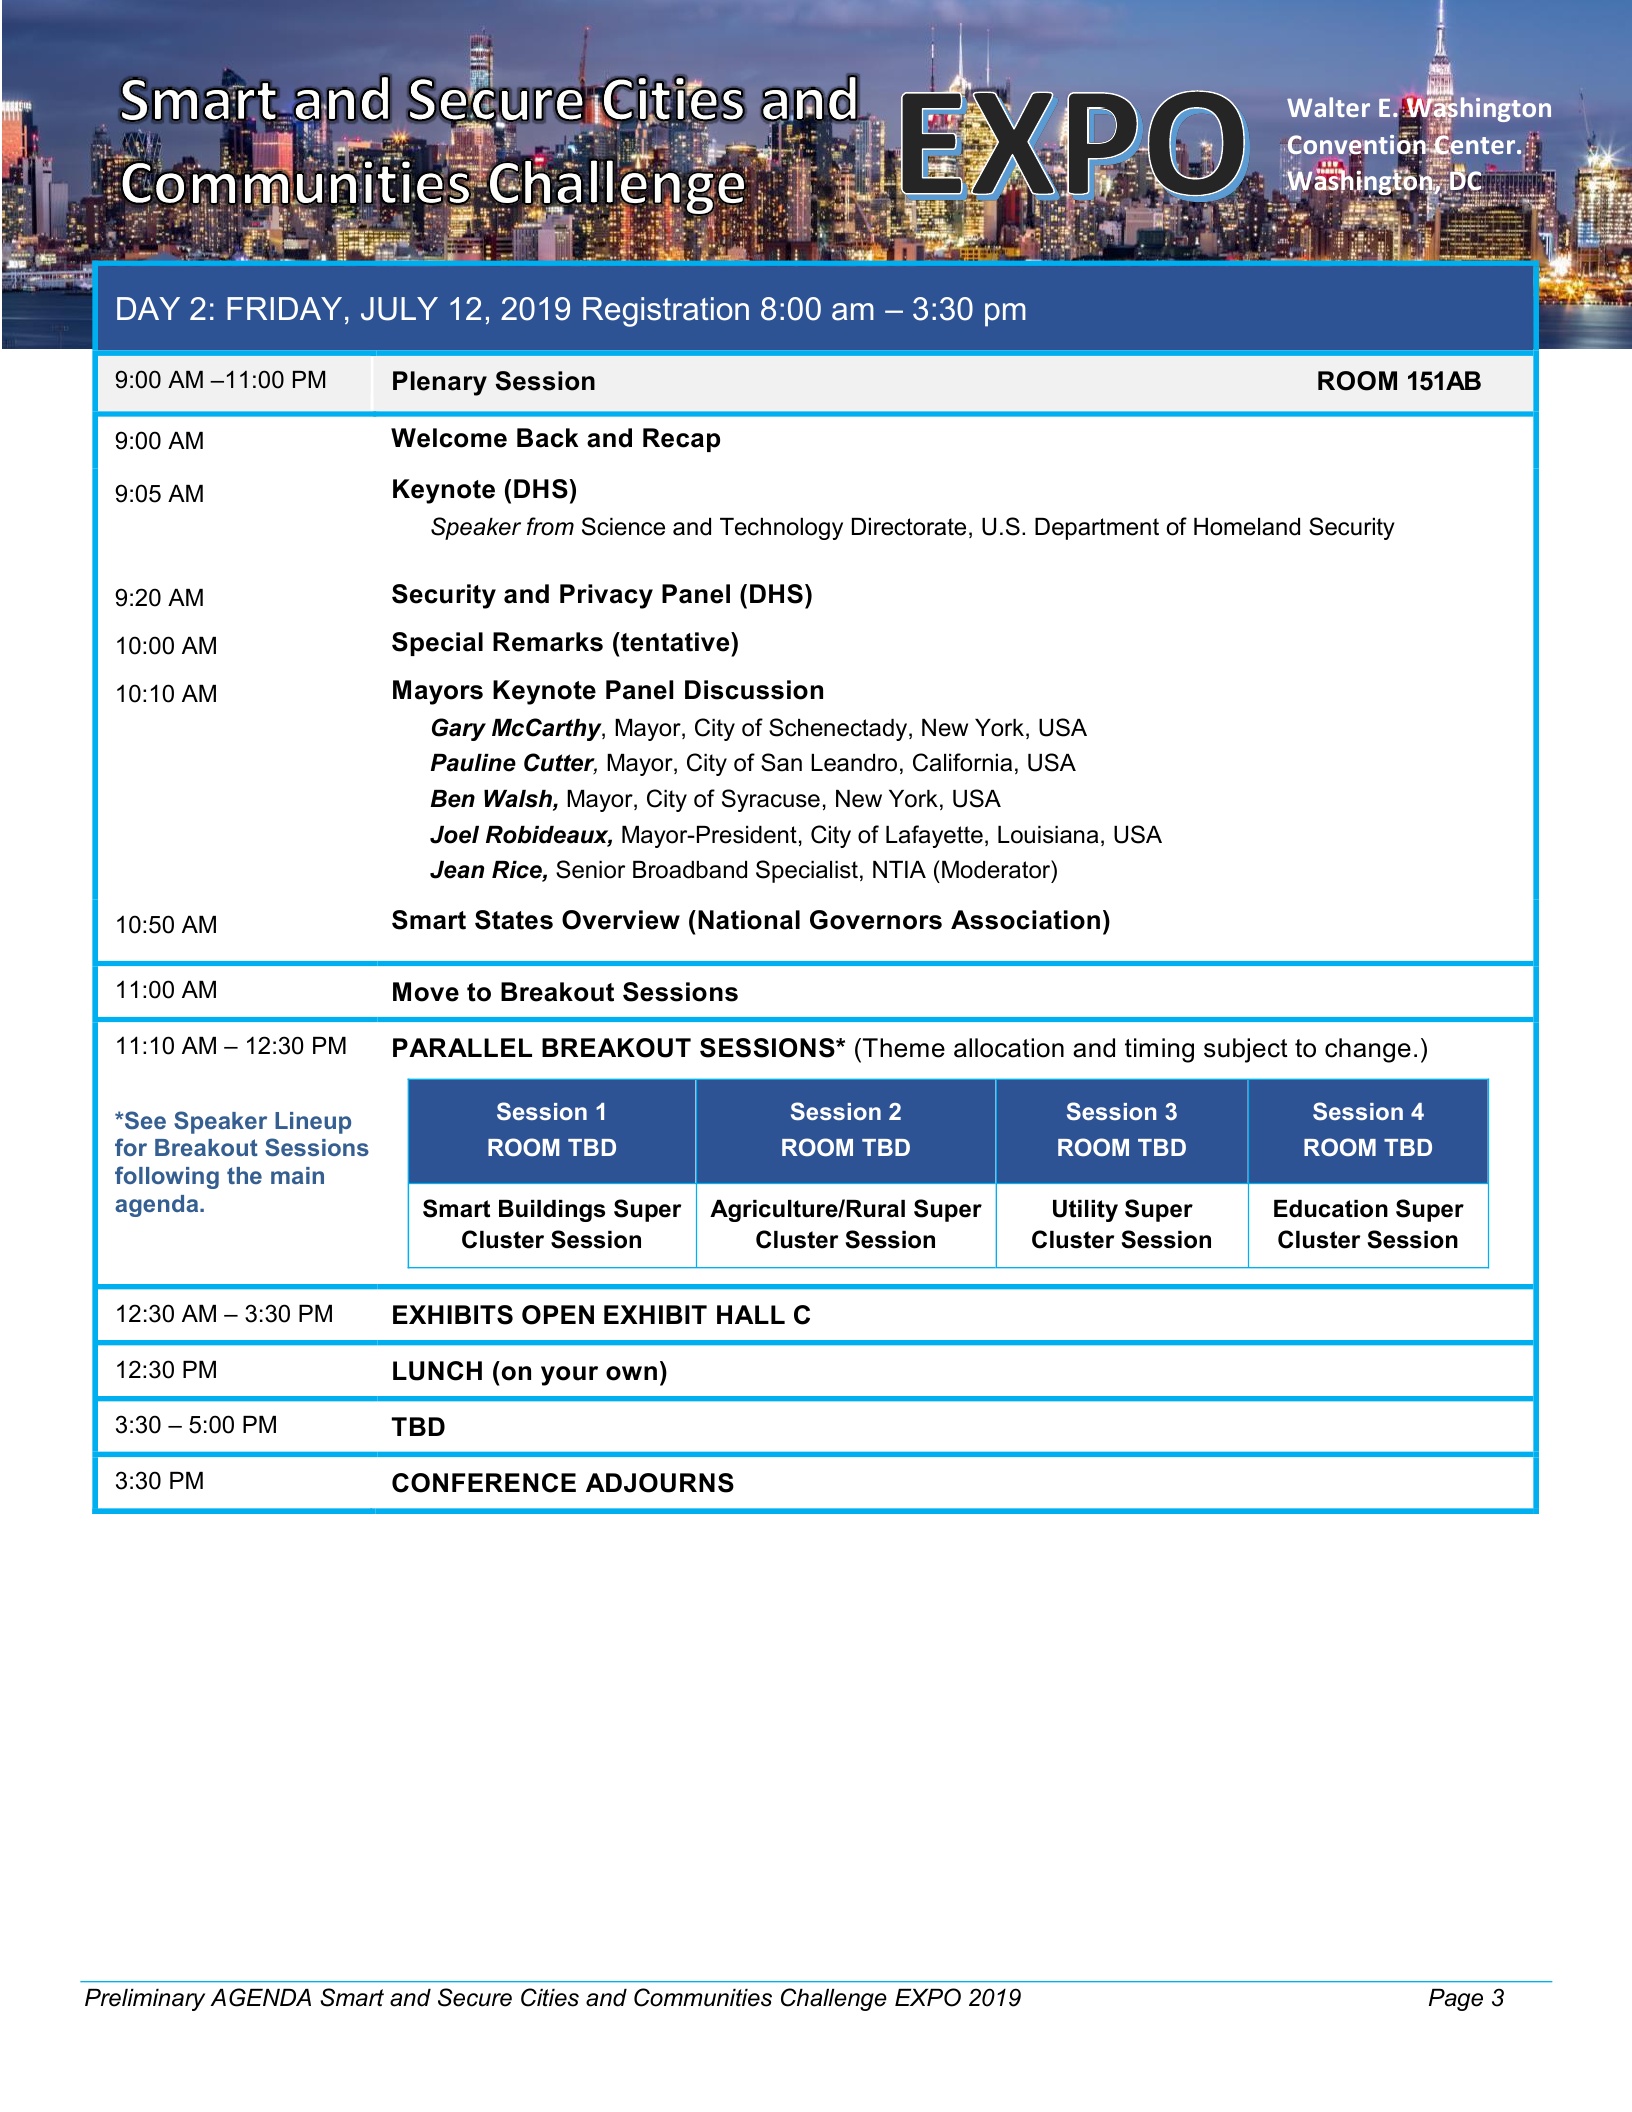 Smart and Secure Cities and
Communities Challenge
EXPO
Walter E. Washington
Convention Center.
Washington, DC
DAY 2: FRIDAY, JULY 12, 2019 Registration 8:00 am – 3:30 pm
9:00 AM –11:00 PM Plenary Session ROOM 151AB
9:00 AM Welcome Back and Recap
9:05 AM Keynote (DHS)
Speaker from Science and Technology Directorate, U.S. Department of Homeland Security
9:20 AM Security and Privacy Panel (DHS)
10:00 AM Special Remarks (tentative)
10:10 AM Mayors Keynote Panel Discussion
Gary McCarthy, Mayor, City of Schenectady, New York, USA
Pauline Cutter, Mayor, City of San Leandro, California, USA
Ben Walsh, Mayor, City of Syracuse, New York, USA
Joel Robideaux, Mayor-President, City of Lafayette, Louisiana, USA
Jean Rice, Senior Broadband Specialist, NTIA (Moderator)
10:50 AM Smart States Overview (National Governors Association)
11:00 AM Move to Breakout Sessions
11:10 AM – 12:30 PM PARALLEL BREAKOUT SESSIONS* (Theme allocation and timing subject to change.)
*See Speaker Lineup
for Breakout Sessions
following the main
agenda.
Session 1 Session 2 Session 3 Session 4
ROOM TBD ROOM TBD ROOM TBD ROOM TBD
Smart Buildings Super Agriculture/Rural Super Utility Super Education Super
Cluster Session Cluster Session Cluster Session Cluster Session
12:30 AM – 3:30 PM EXHIBITS OPEN EXHIBIT HALL C
12:30 PM LUNCH (on your own)
3:30 – 5:00 PM TBD
3:30 PM CONFERENCE ADJOURNS
Preliminary AGENDA Smart and Secure Cities and Communities Challenge EXPO 2019 Page 3